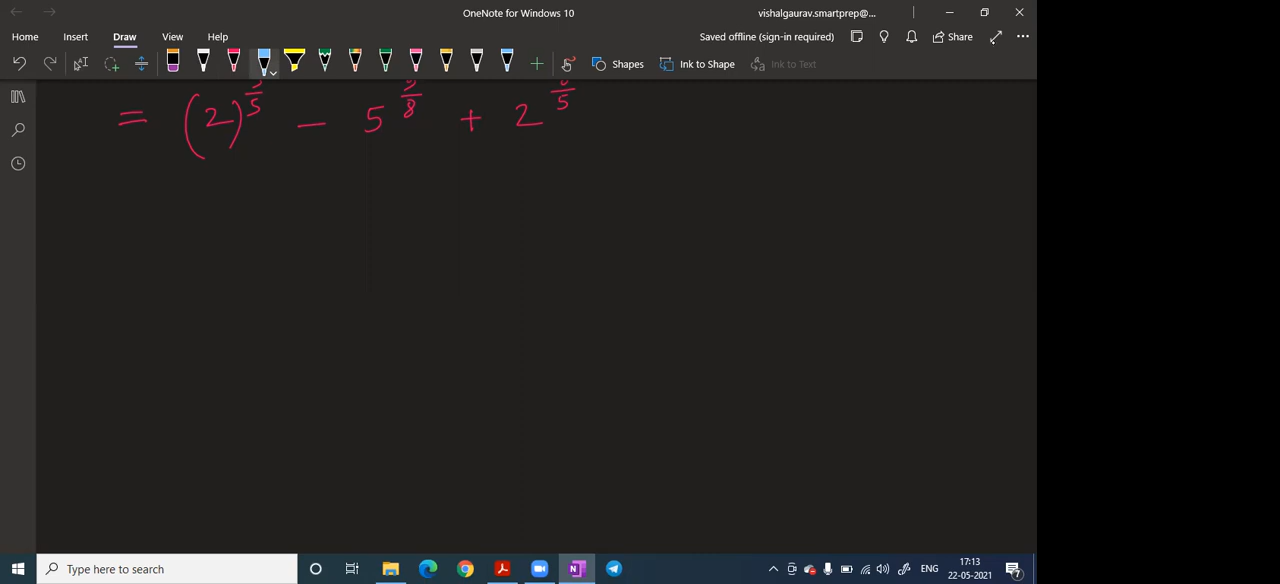 OneNote for Windows 10
vishalgaurav.smartprep@...
Home Insert Draw View Help
Saved offline (sign-in required) Share
Shapes Ink to Shape Ink to Text
= (2) 5 - 5 8 + 2 5
Type here to search
ENG
17:13
22-05-2021
7